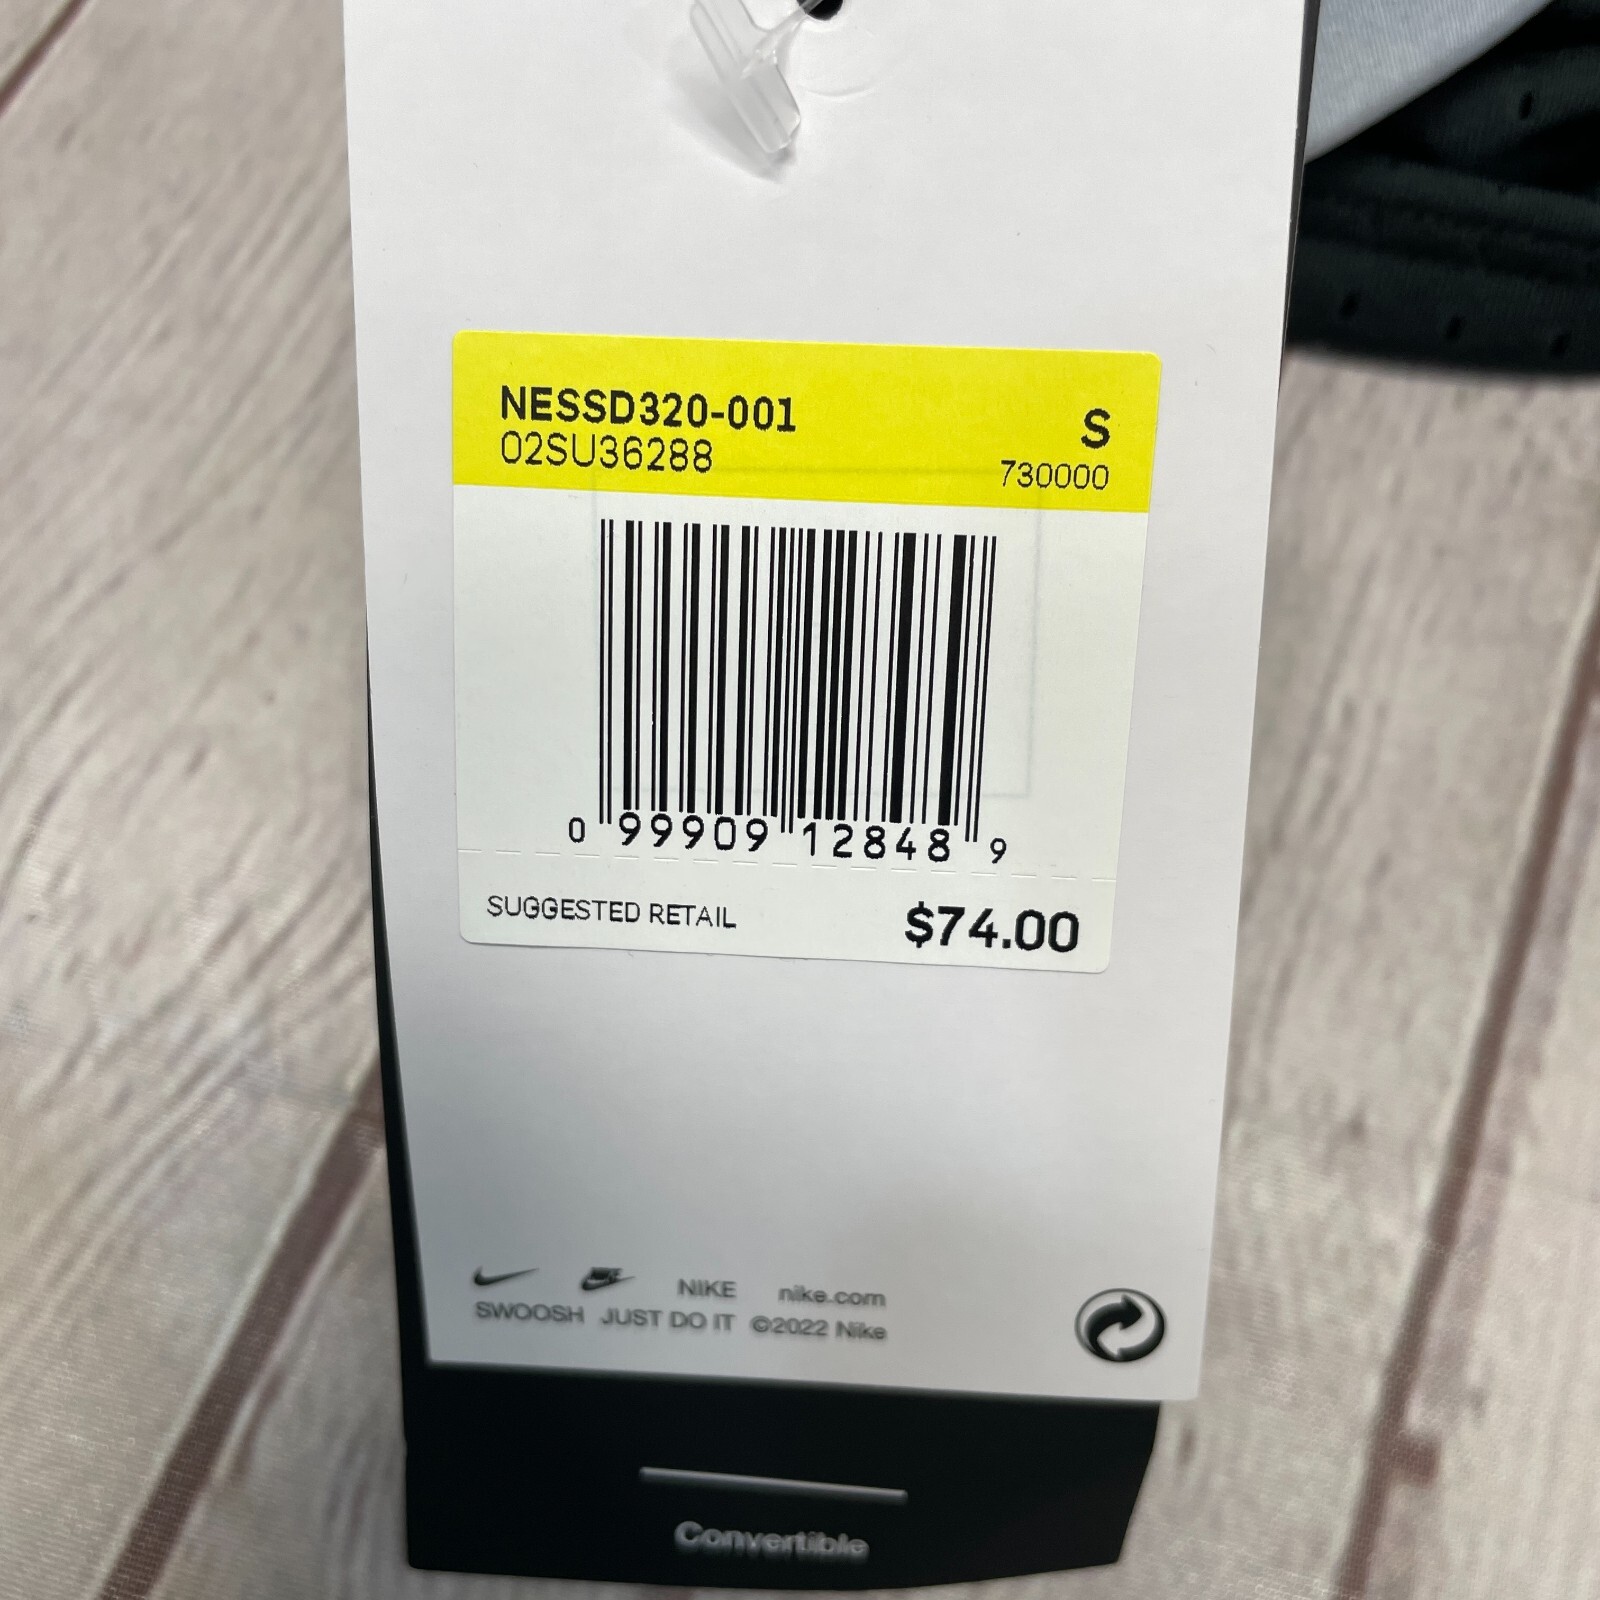 NESSD320-001 S
02SU36288 730000
0 99909 12848 9
SUGGESTED RETAIL $74.00
NIKE nike.com
SWOOSH JUST DO IT ©2022 Nike
Convertible